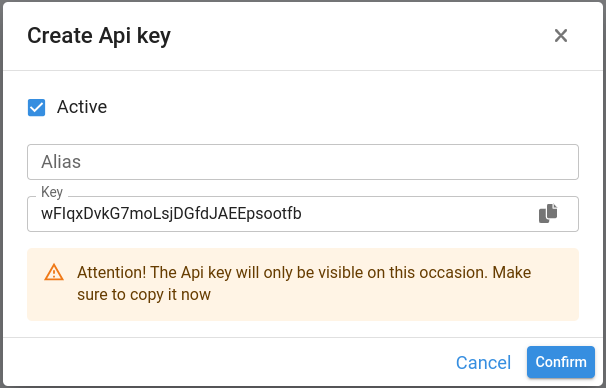 Create Api key
Active
Alias
Key
wFIqxDvkG7moLsjDGfdJAEEpsootfb
Attention! The Api key will only be visible on this occasion. Make
sure to copy it now
Cancel
Confirm